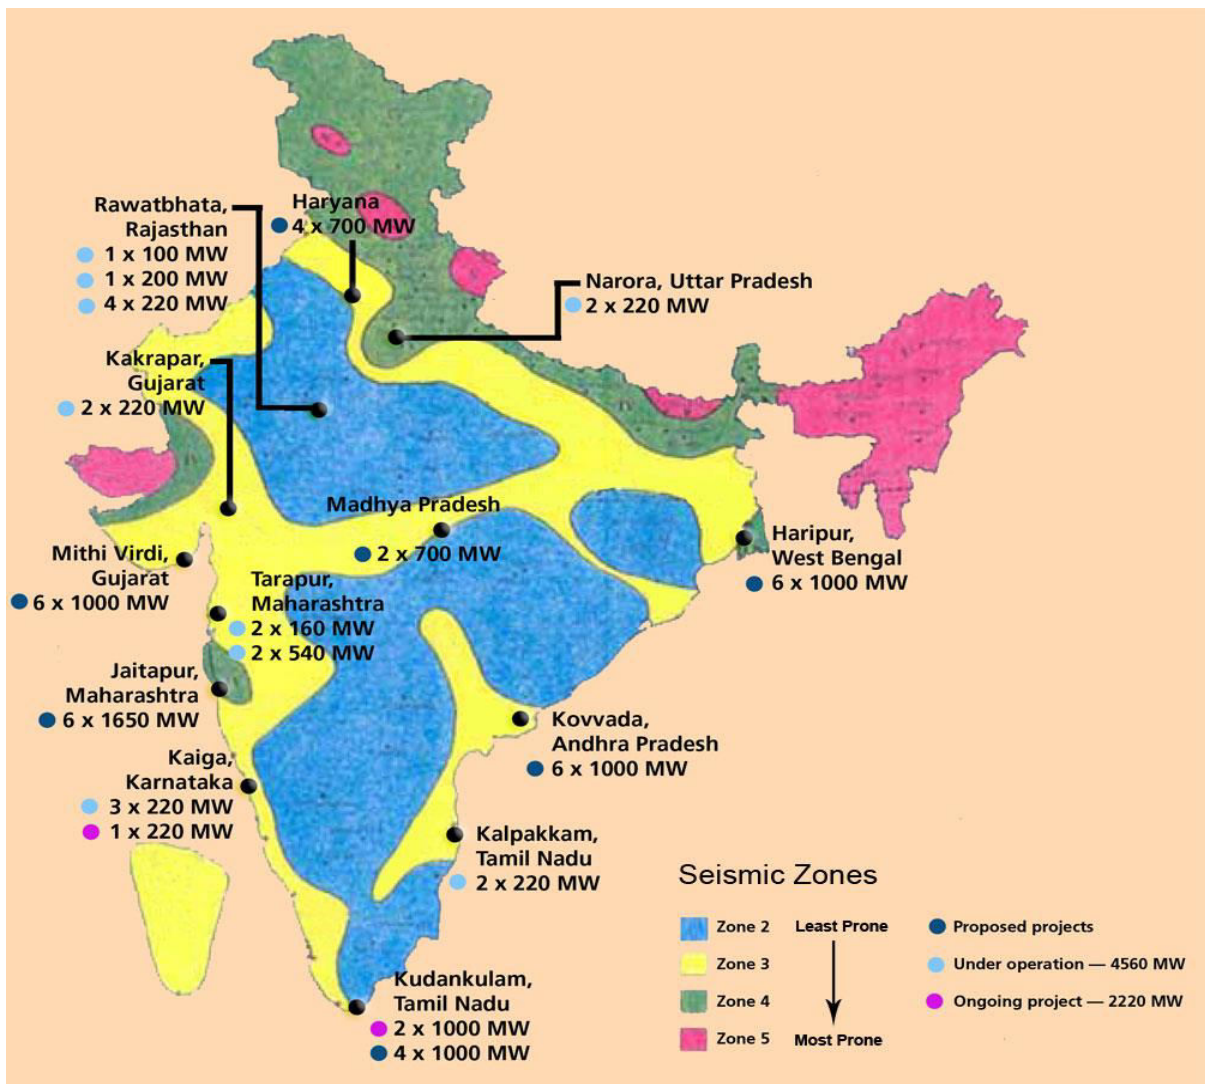 Rawatbhata,
Rajasthan
1 x 100 MW
1 x 200 MW
4 x 220 MW
Haryana
4 x 700 MW
Narora, Uttar Pradesh
2 x 220 MW
Kakrapar,
Gujarat
2 x 220 MW
Madhya Pradesh
2 x 700 MW
Haripur,
West Bengal
6 x 1000 MW
Mithi Virdi,
Gujarat
6 x 1000 MW
Tarapur,
Maharashtra
2 x 160 MW
2 x 540 MW
Jaitapur,
Maharashtra
6 x 1650 MW
Kovvada,
Andhra Pradesh
6 x 1000 MW
Kaiga,
Karnataka
3 x 220 MW
1 x 220 MW
Kalpakkam,
Tamil Nadu
2 x 220 MW
Kudankulam,
Tamil Nadu
2 x 1000 MW
4 x 1000 MW
Seismic Zones
Zone 2
Least Prone
Zone 3
Zone 4
Zone 5
Most Prone
Proposed projects
Under operation — 4560 MW
Ongoing project — 2220 MW